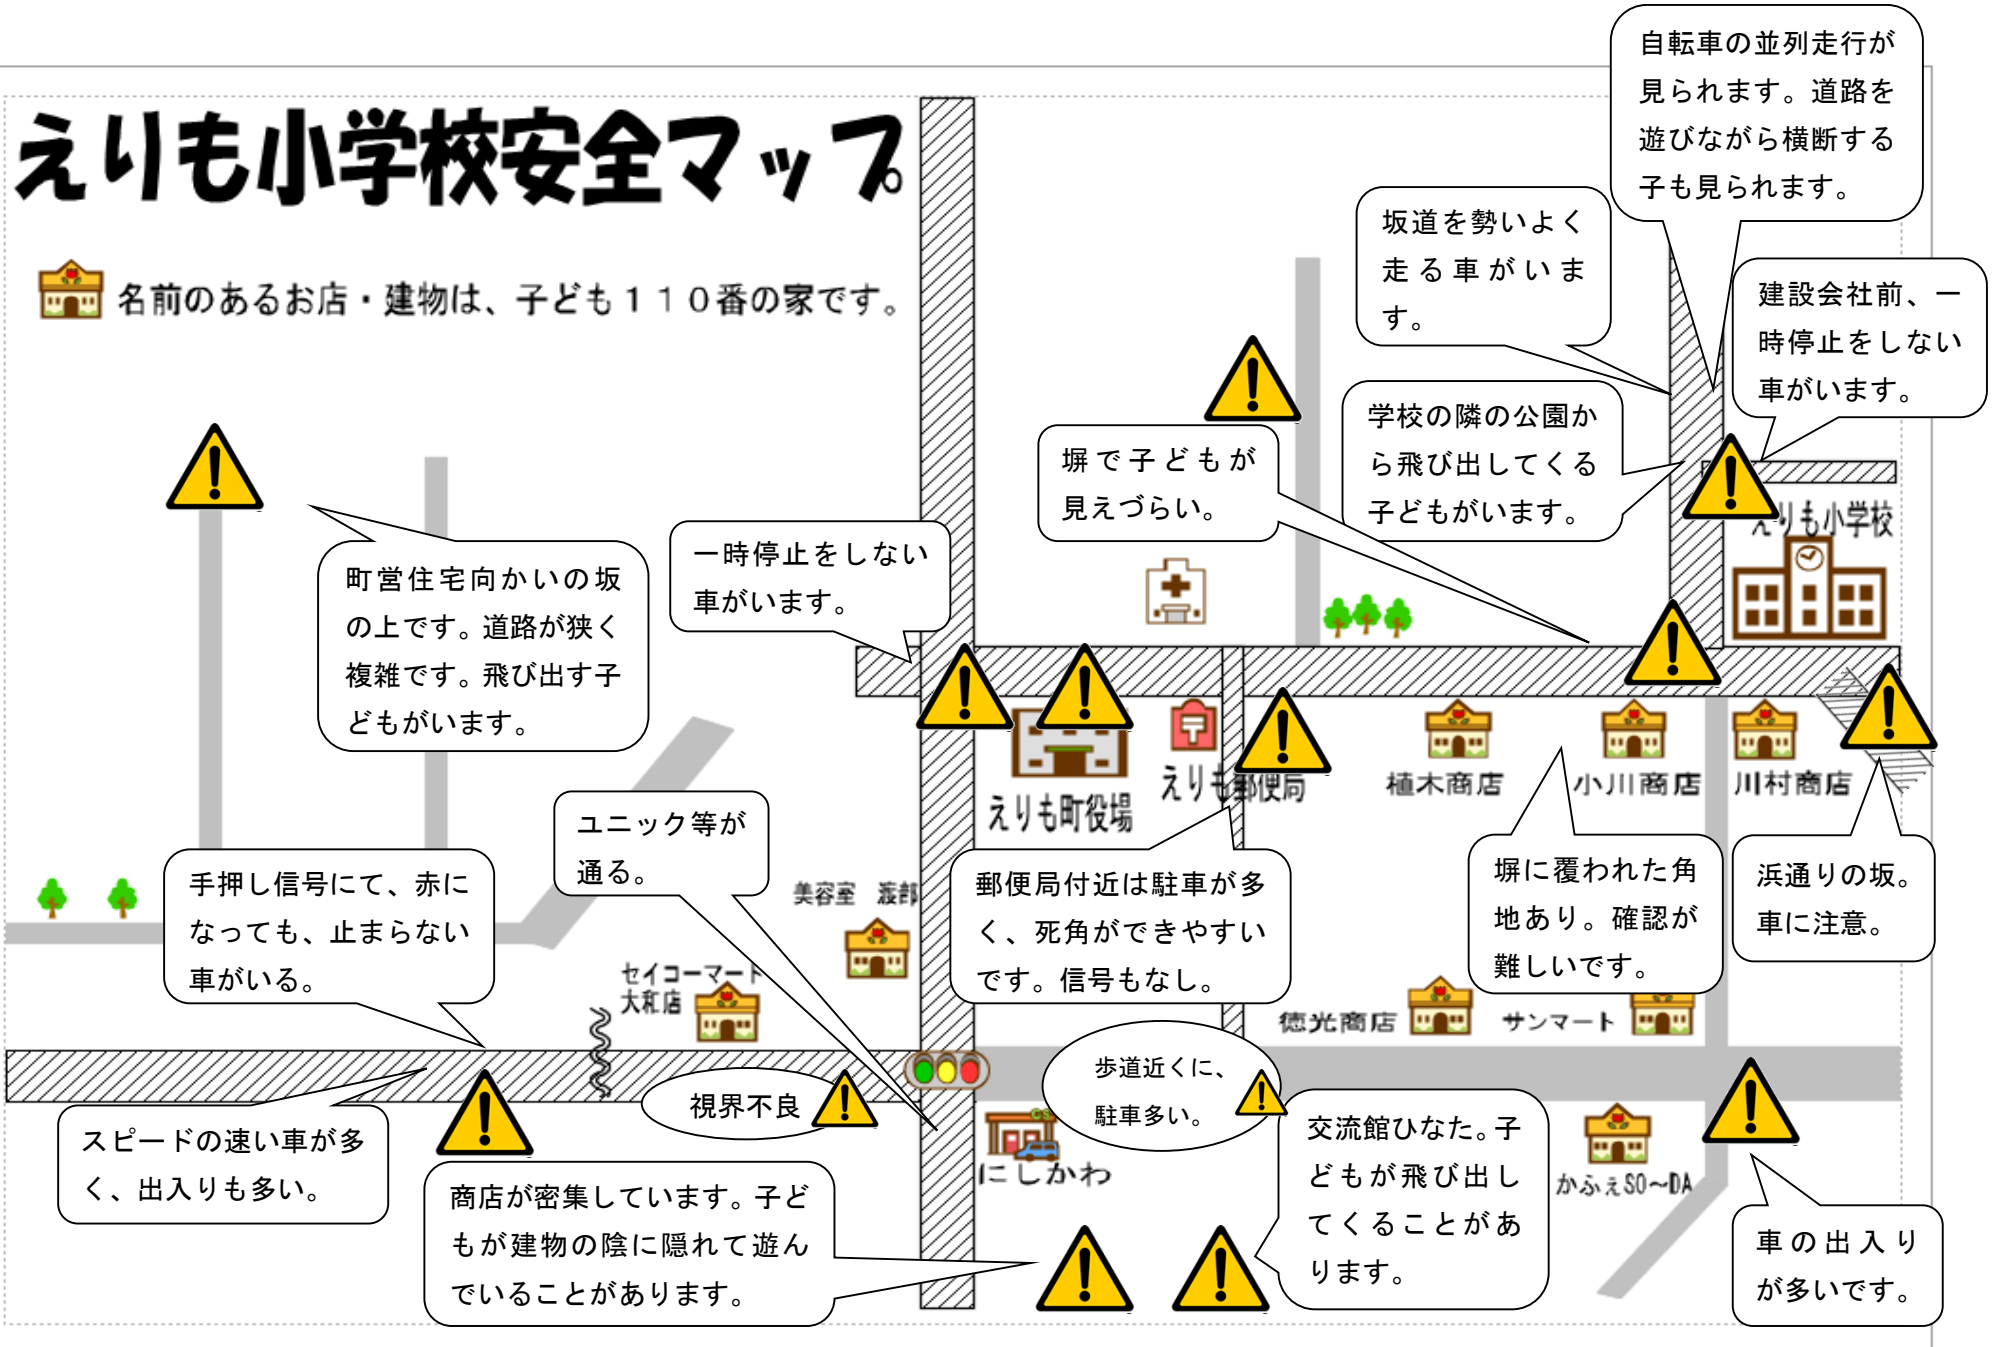 えりも小学校安全マップ
名前のあるお店・建物は、子ども１１０番の家です。
自転車の並列走行が
見られます。道路を
遊びながら横断する
子も見られます。
坂道を勢いよく
走る車がいま
す。
建設会社前、一
時停止をしない
車がいます。
学校の隣の公園か
ら飛び出してくる
子どもがいます。
塀で子どもが
見えづらい。
えりも小学校
一時停止をしない
車がいます。
町営住宅向かいの坂
の上です。道路が狭く
複雑です。飛び出す子
どもがいます。
えりも町役場
えりも郵便局
植木商店
小川商店
川村商店
ユニック等が
通る。
美容室 渡部
手押し信号にて、赤に
なっても、止まらない
車がいる。
郵便局付近は駐車が多
く、死角ができやすい
です。信号もなし。
塀に覆われた角
地あり。確認が
難しいです。
浜通りの坂。
車に注意。
セイコーマート
大和店
徳光商店
サンマート
視界不良
歩道近くに、
駐車多い。
スピードの速い車が多
く、出入りも多い。
GS
にしかわ
交流館ひなた。子
どもが飛び出し
てくることがあ
ります。
かふぇSO～DA
商店が密集しています。子ど
もが建物の陰に隠れて遊ん
でいることがあります。
車の出入り
が多いです。